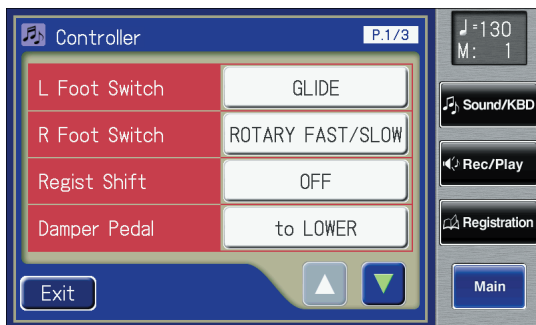 Controller P.1/3
L Foot Switch GLIDE
R Foot Switch ROTARY FAST/SLOW
Regist Shift OFF
Damper Pedal to LOWER
Exit
♩=130
M: 1
Sound/KBD
Rec/Play
Registration
Main